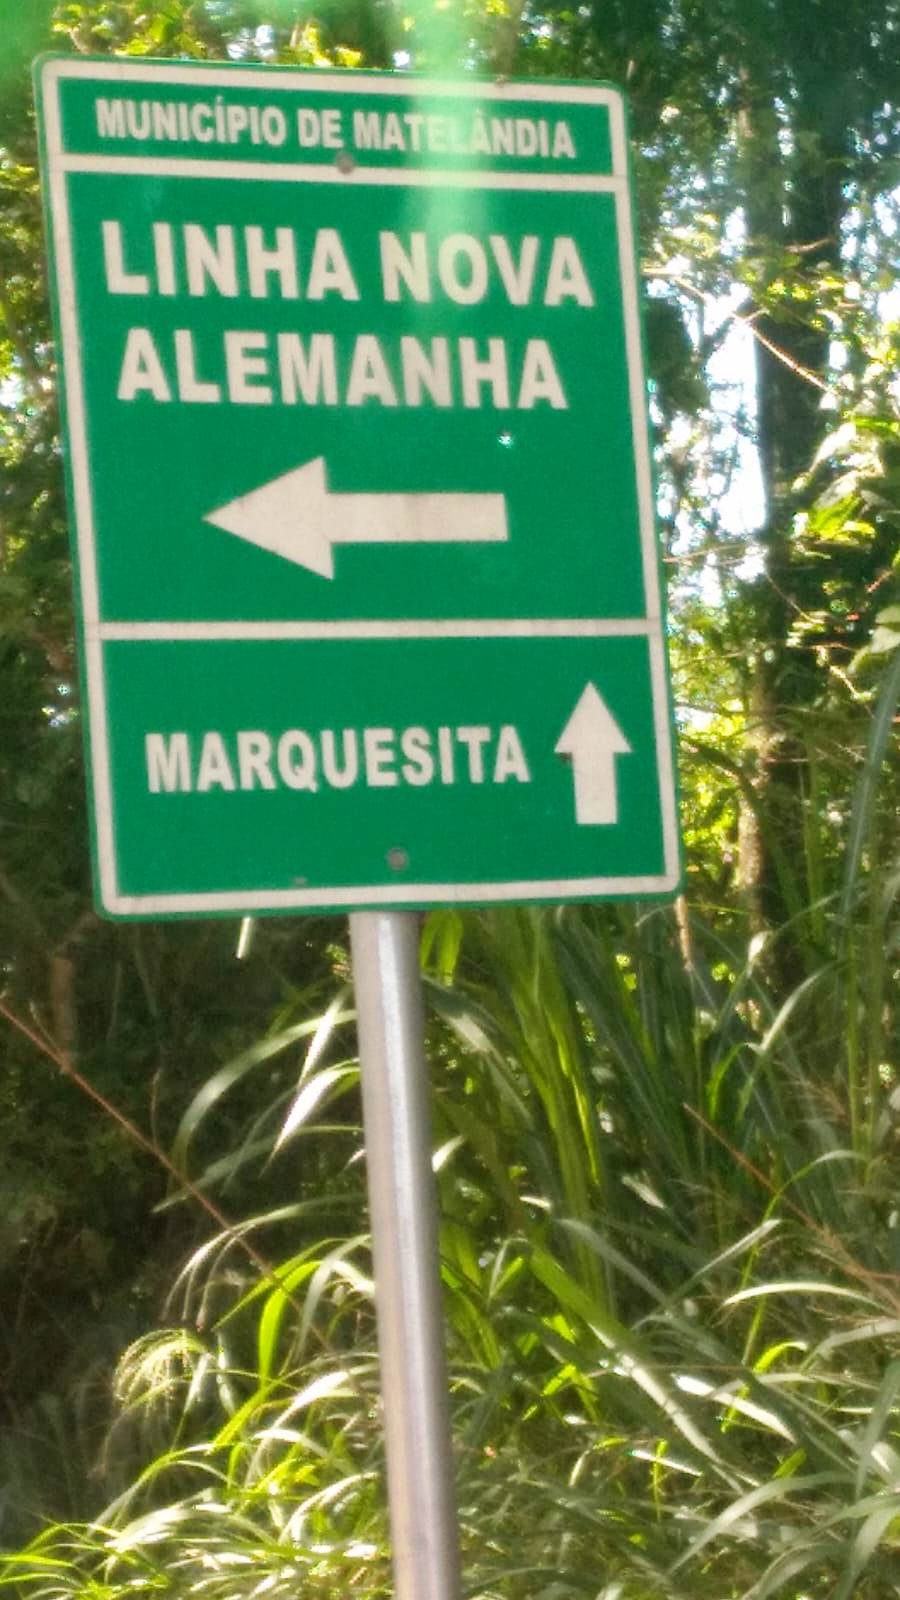 MUNICÍPIO DE MATELÂNDIA
LINHA NOVA
ALEMANHA
MARQUESITA